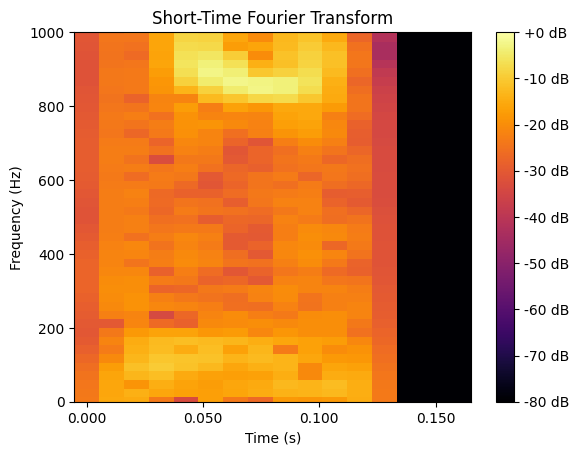 Short-Time Fourier Transform
1000
800
600
400
200
0
Frequency (Hz)
0.000
0.050
0.100
0.150
Time (s)
+0 dB
-10 dB
-20 dB
-30 dB
-40 dB
-50 dB
-60 dB
-70 dB
-80 dB